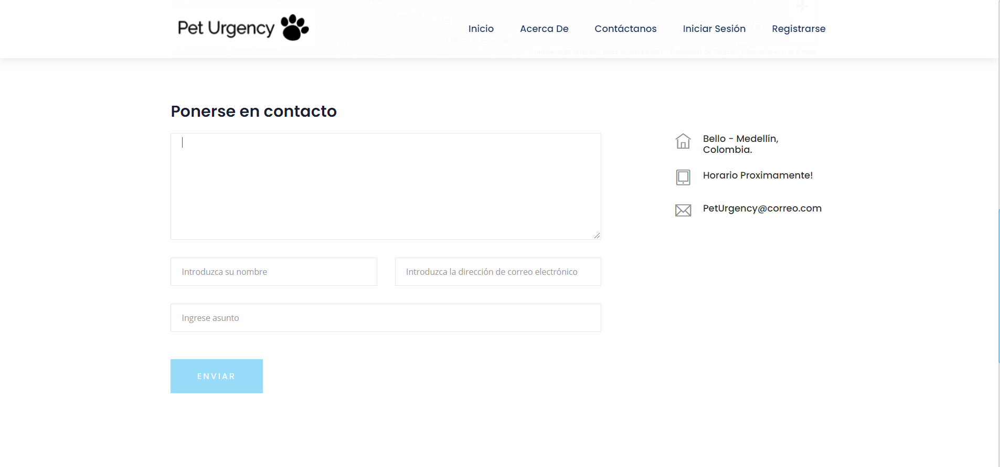 Pet Urgency
Inicio
Acerca De
Contáctanos
Iniciar Sesión
Registrarse
Ponerse en contacto
Bello - Medellín,
Colombia.
Horario Proximamente!
PetUrgency@correo.com
Introduzca su nombre
Introduzca la dirección de correo electrónico
Ingrese asunto
ENVIAR